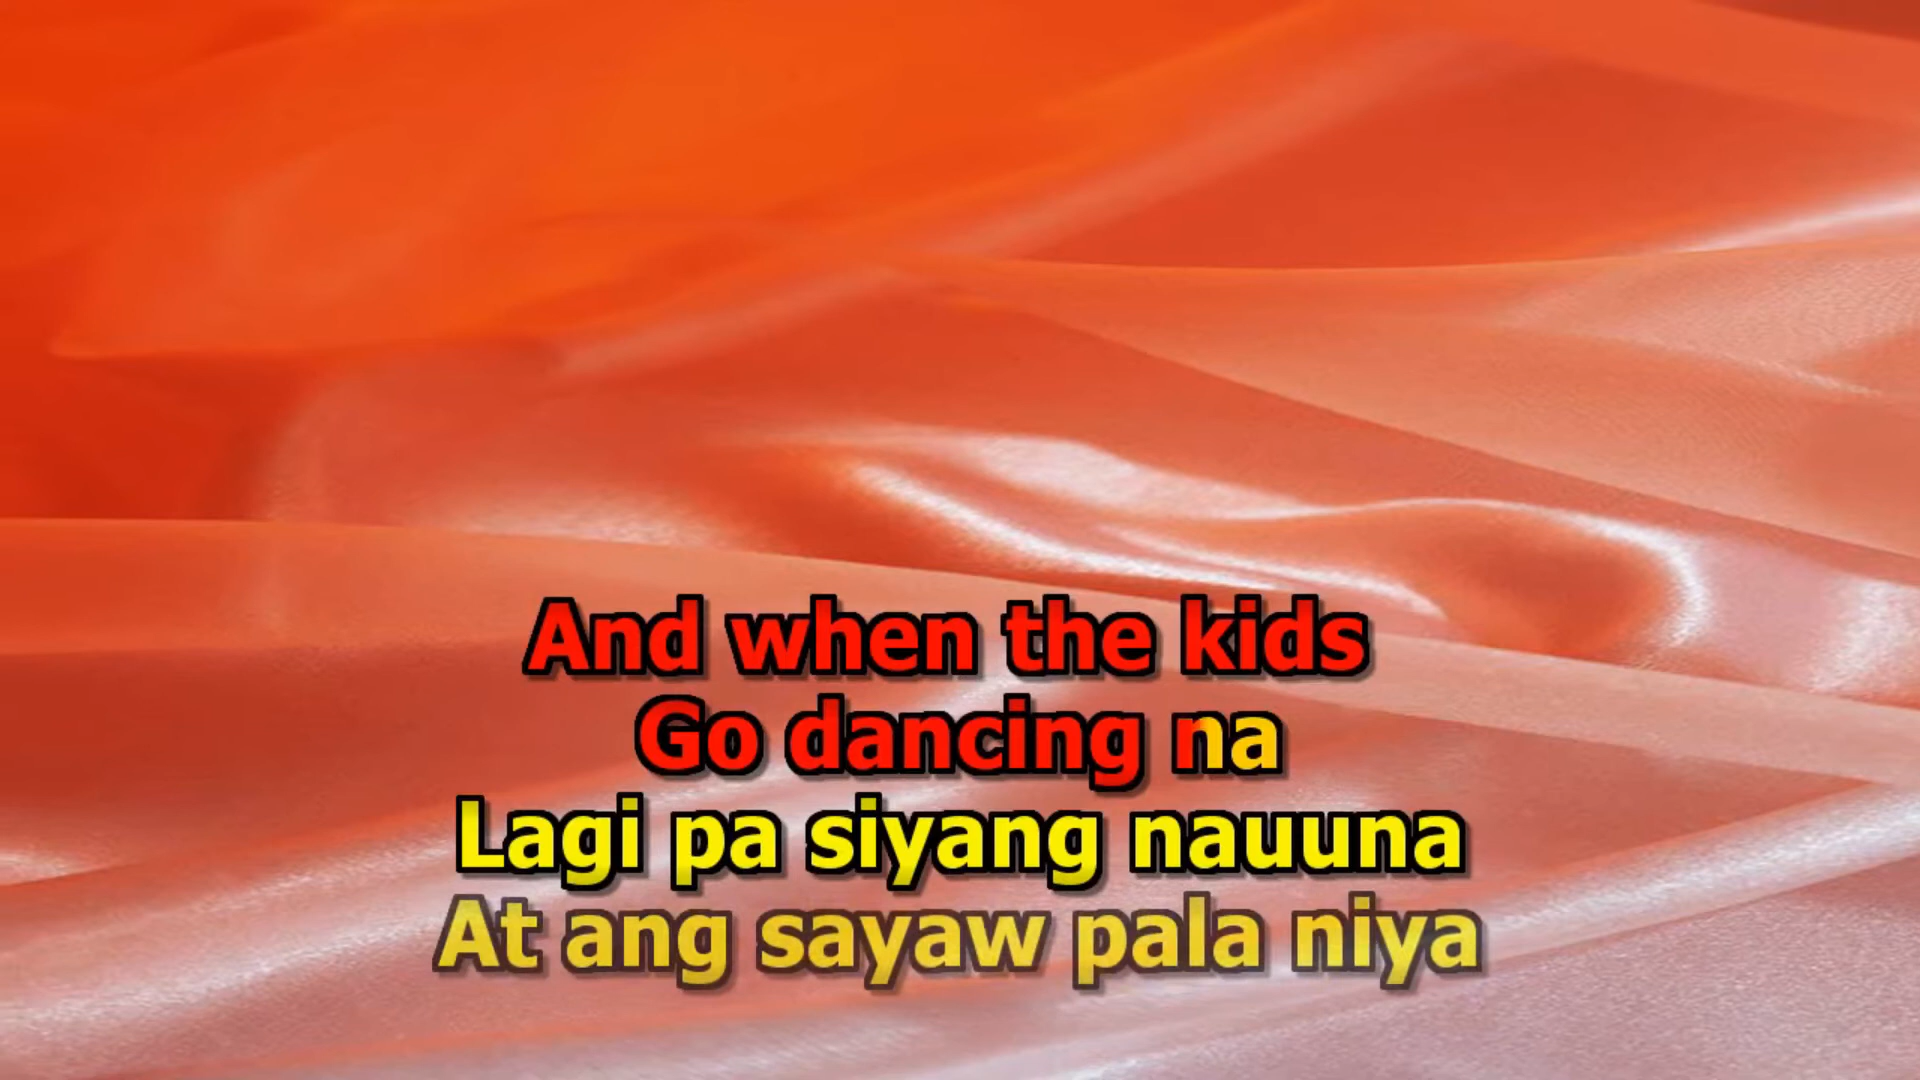 And when the kids
Go dancing na
Lagi pa siyang nauuna
At ang sayaw pala niya